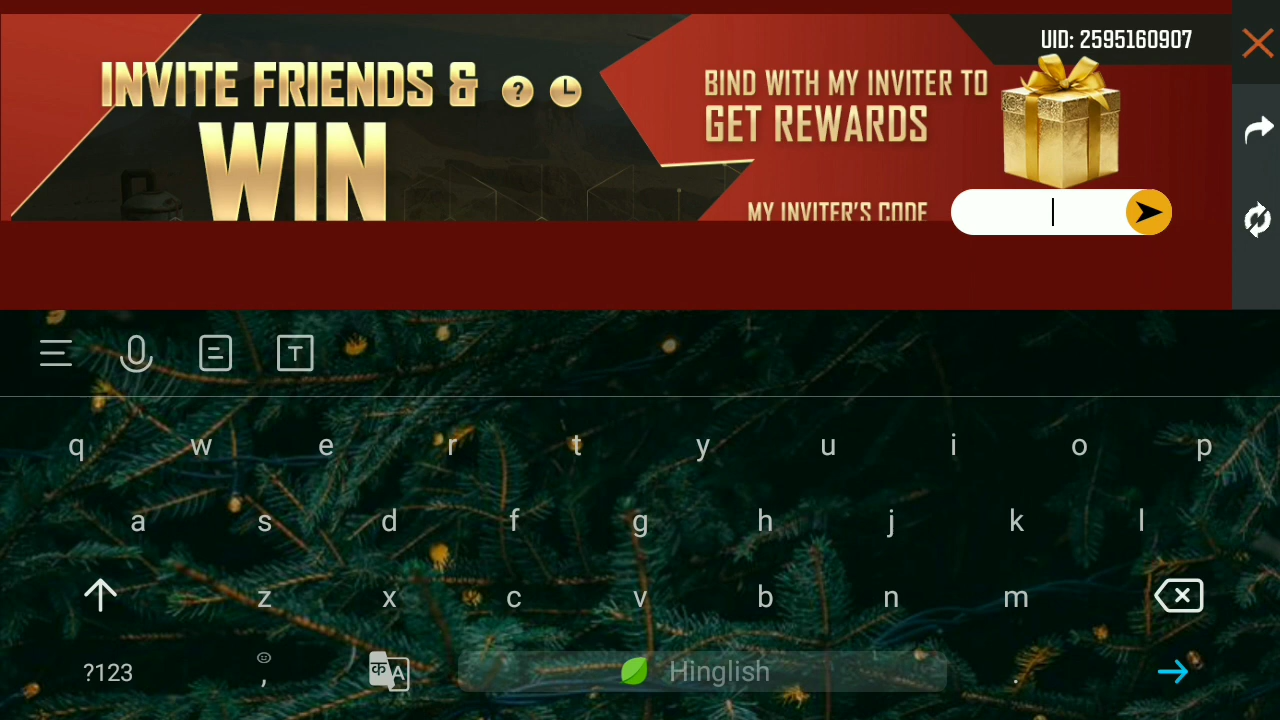 UID: 2595160907
INVITE FRIENDS &
?
WIN
BIND WITH MY INVITER TO
GET REWARDS
MY INVITER'S CODE
T
q w e r t y u i o p
a s d f g h j k l
z x c v b n m
?123 , क A Hinglish .